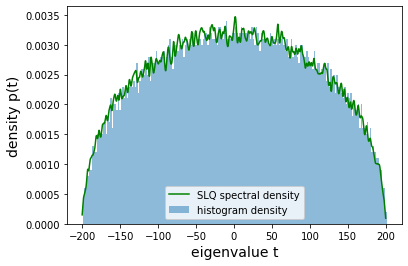 density p(t)
0.0035
0.0030
0.0025
0.0020
0.0015
0.0010
0.0005
0.0000
SLQ spectral density
histogram density
−200 −150 −100 −50 0 50 100 150 200
eigenvalue t